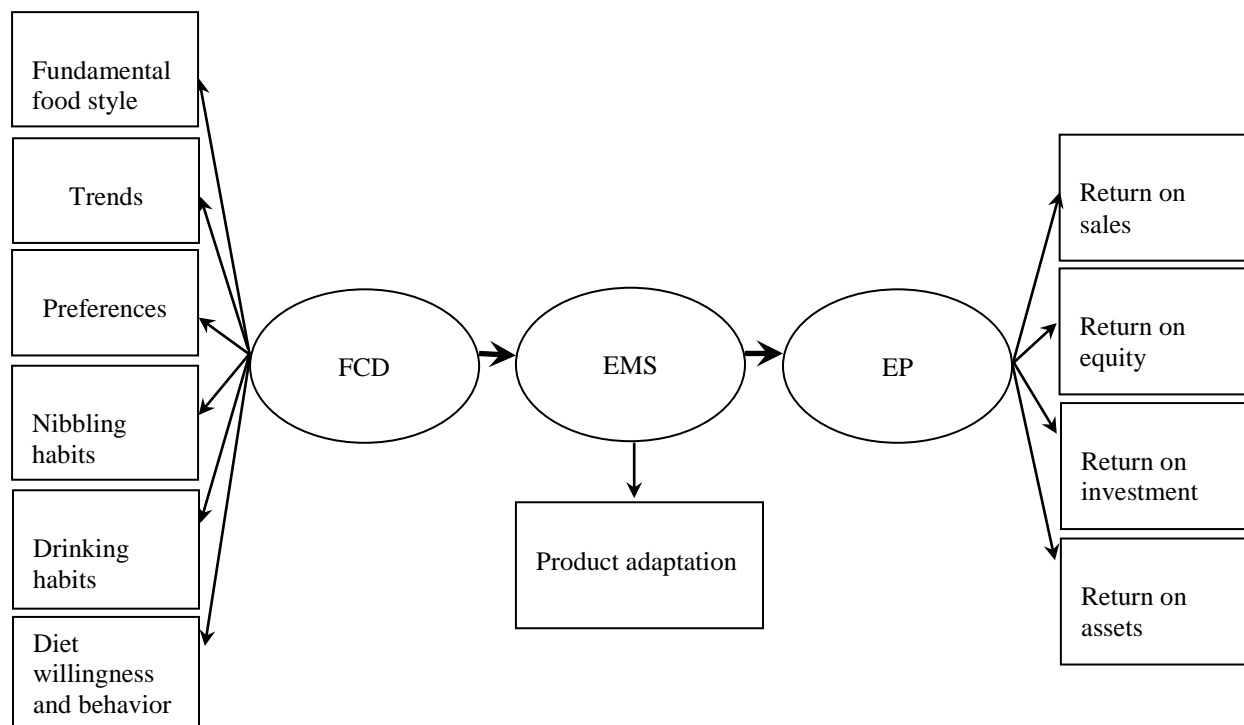 Fundamental
food style
Trends
Preferences
Nibbling
habits
Drinking
habits
Diet
willingness
and behavior
FCD
EMS
EP
Product adaptation
Return on
sales
Return on
equity
Return on
investment
Return on
assets